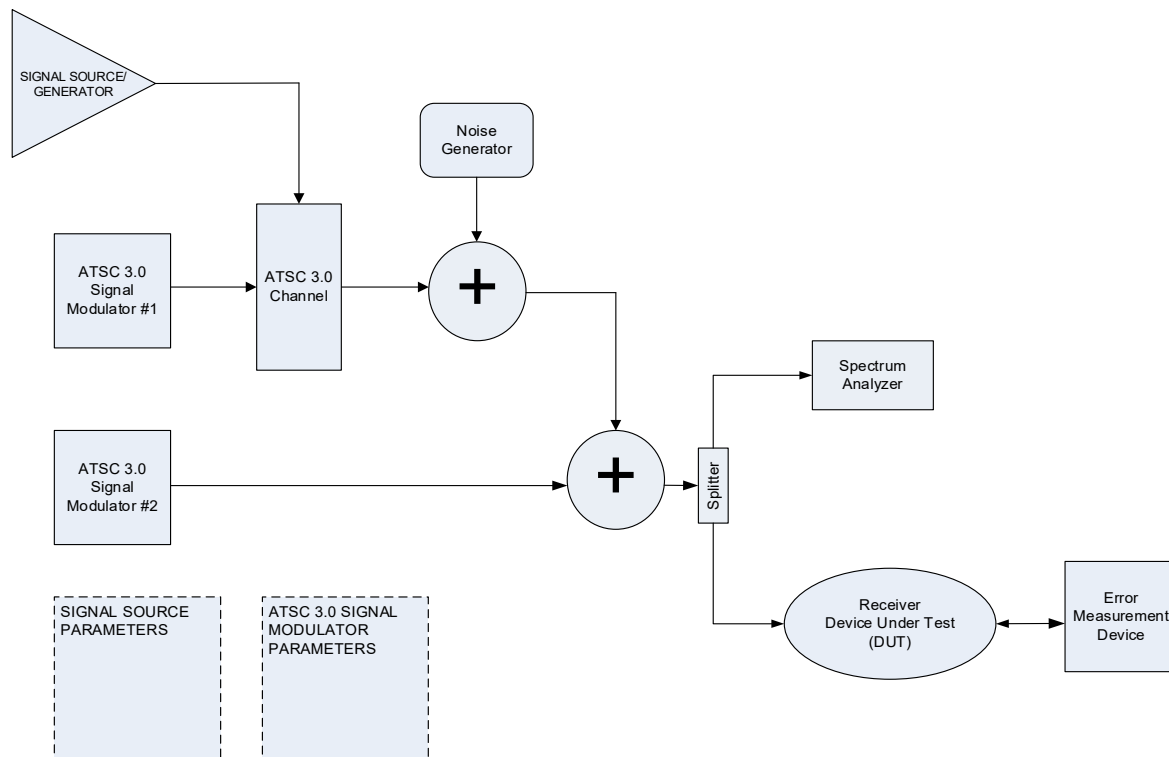 SIGNAL SOURCE/
GENERATOR
Noise
Generator
ATSC 3.0
Signal
Modulator #1
ATSC 3.0
Channel
+
Spectrum
Analyzer
ATSC 3.0
Signal
Modulator #2
+
Splitter
SIGNAL SOURCE
PARAMETERS
ATSC 3.0 SIGNAL
MODULATOR
PARAMETERS
Receiver
Device Under Test
(DUT)
Error
Measurement
Device